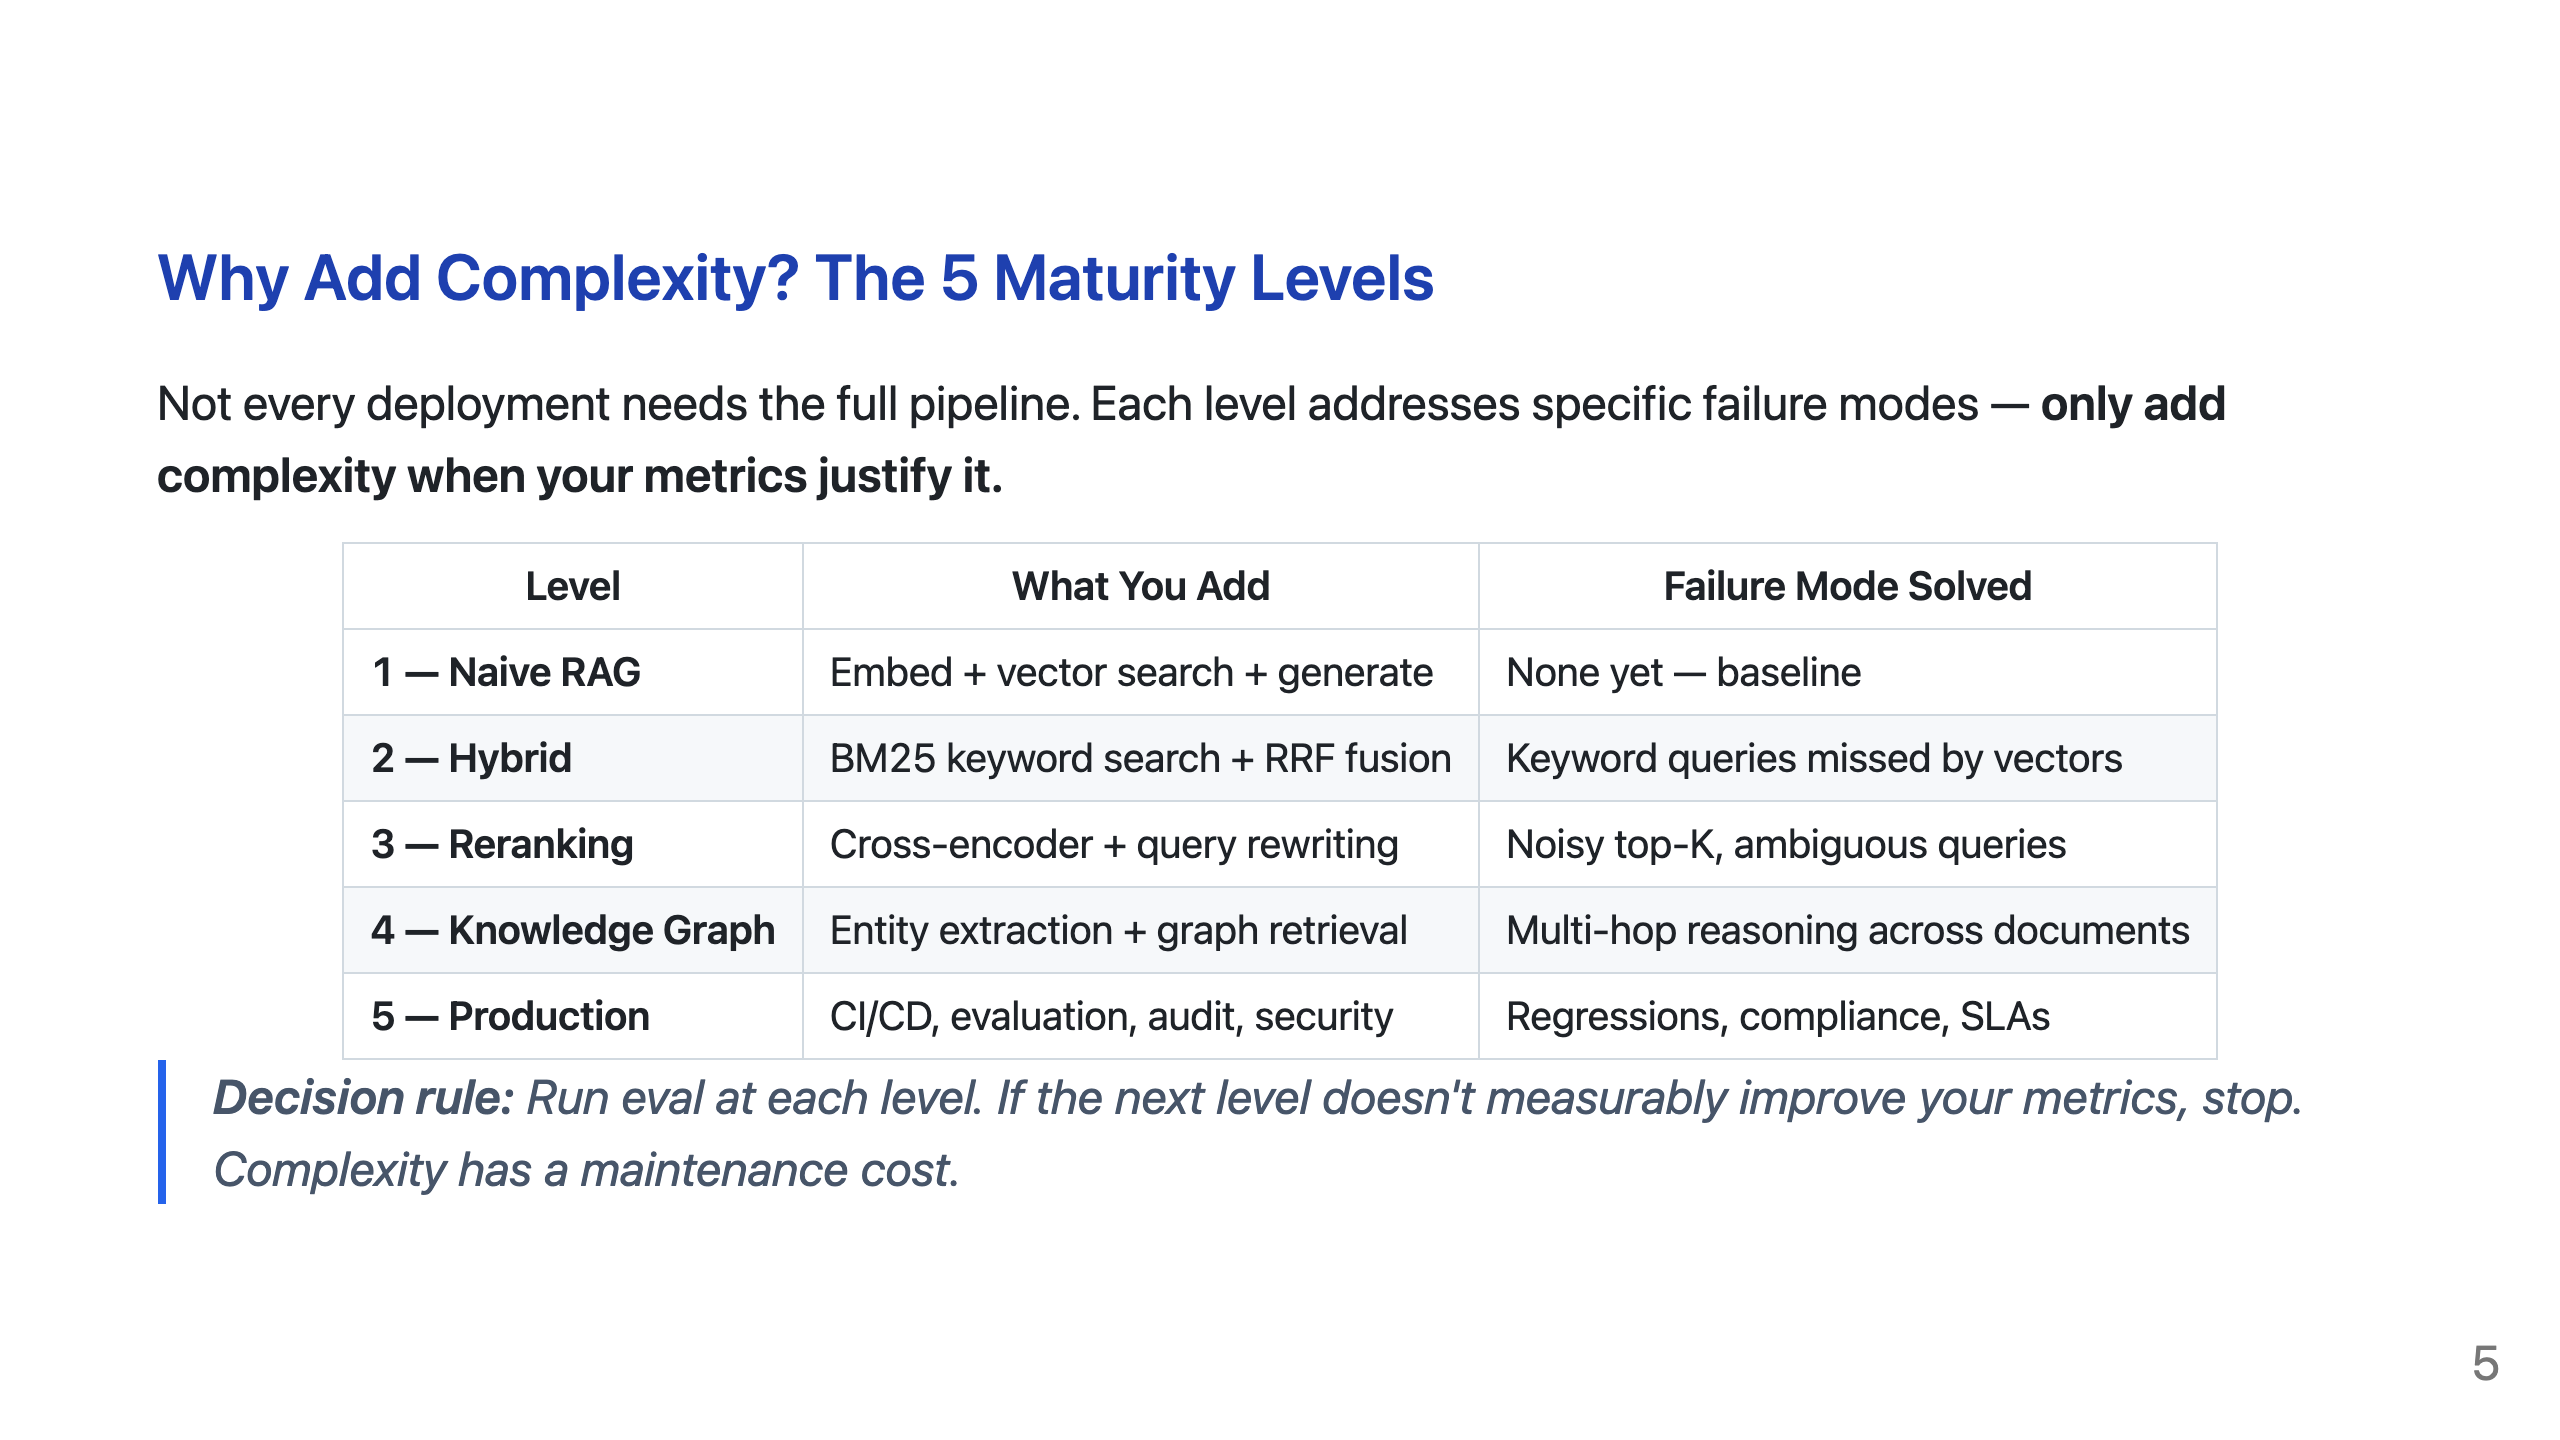 Why Add Complexity? The 5 Maturity Levels
Not every deployment needs the full pipeline. Each level addresses specific failure modes — only add
complexity when your metrics justify it.
Level What You Add Failure Mode Solved
1 — Naive RAG Embed + vector search + generate None yet — baseline
2 — Hybrid BM25 keyword search + RRF fusion Keyword queries missed by vectors
3 — Reranking Cross-encoder + query rewriting Noisy top-K, ambiguous queries
4 — Knowledge Graph Entity extraction + graph retrieval Multi-hop reasoning across documents
5 — Production CI/CD, evaluation, audit, security Regressions, compliance, SLAs
Decision rule: Run eval at each level. If the next level doesn't measurably improve your metrics, stop.
Complexity has a maintenance cost.
5